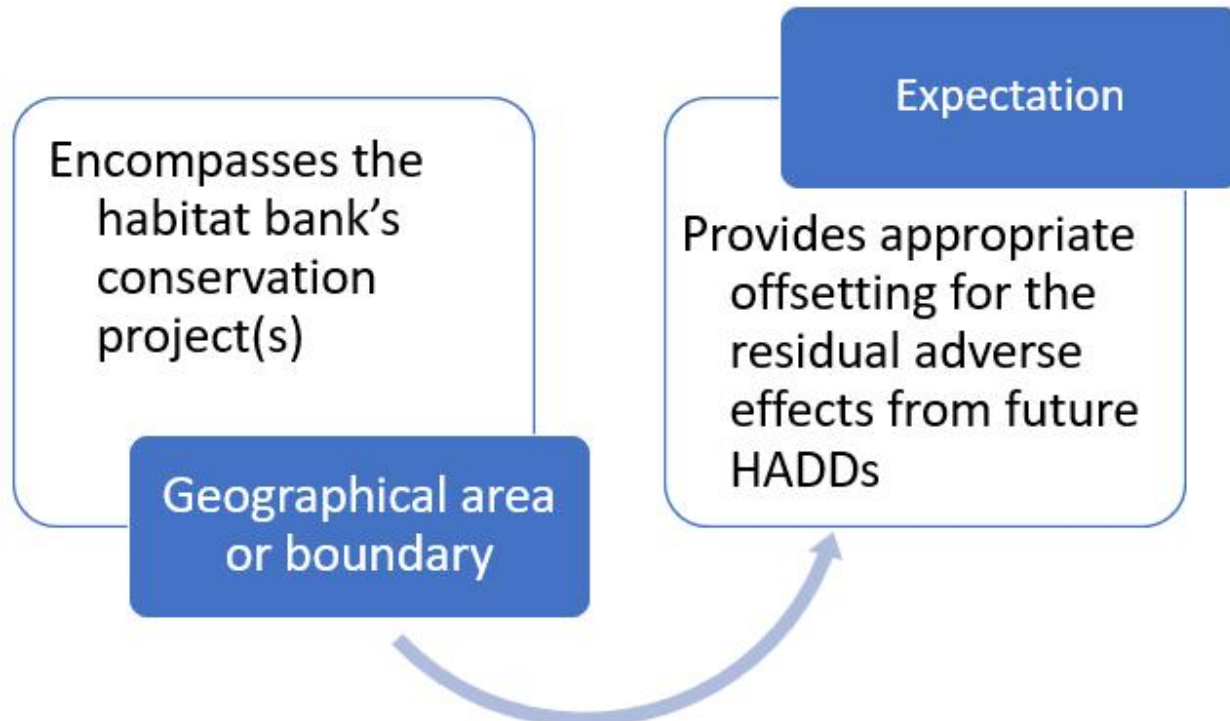 Encompasses the
habitat bank’s
conservation
project(s)
Geographical area
or boundary
Expectation
Provides appropriate
offsetting for the
residual adverse
effects from future
HADDs